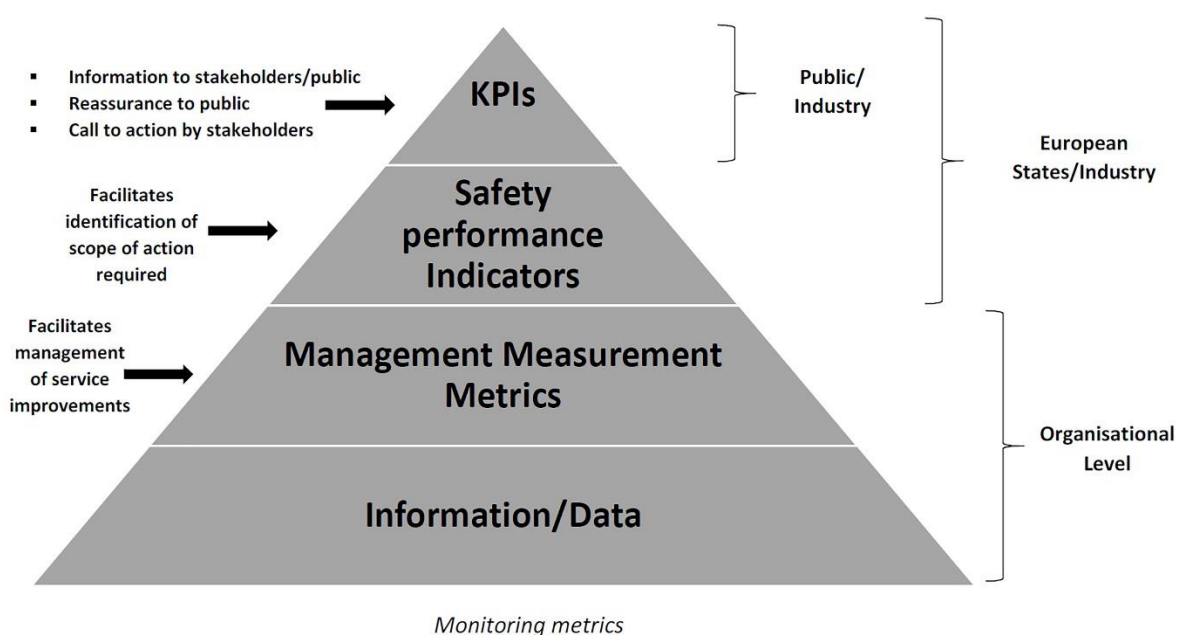 ▪ Information to stakeholders/public
▪ Reassurance to public
▪ Call to action by stakeholders
KPIs
Public/
Industry
European
States/Industry
Facilitates
identification of
scope of action
required
Safety
performance
Indicators
Facilitates
management
of service
improvements
Management Measurement
Metrics
Organisational
Level
Information/Data
Monitoring metrics